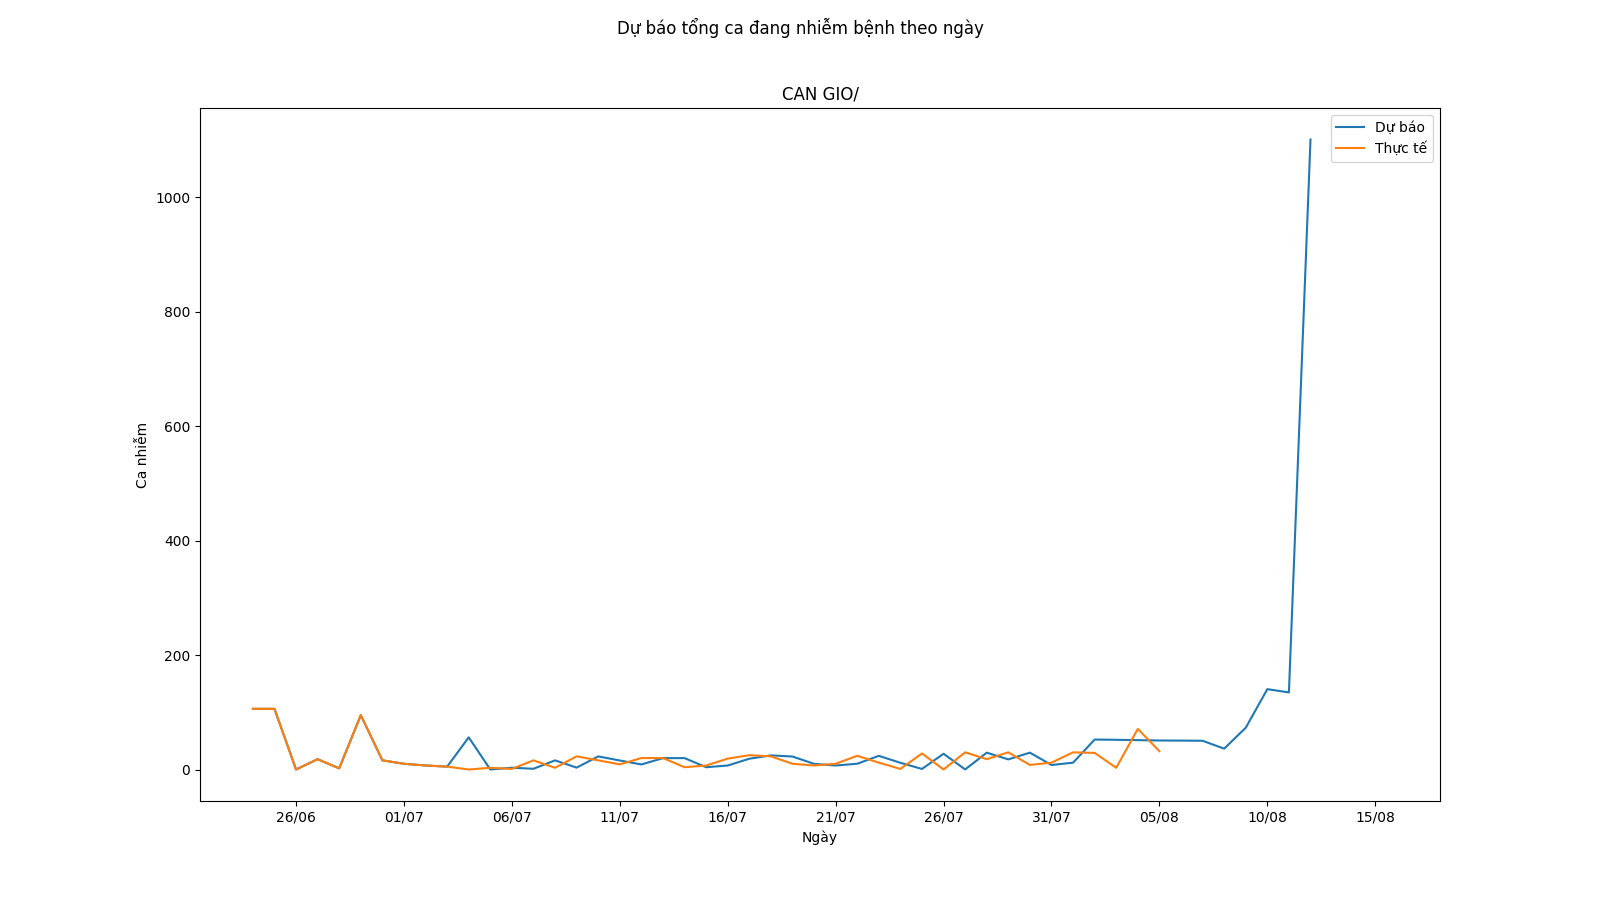 Dự báo tổng ca đang nhiễm bệnh theo ngày
CAN GIO/
Dự báo
Thực tế
1000
800
600
400
200
0
Ca nhiễm
26/06 01/07 06/07 11/07 16/07 21/07 26/07 31/07 05/08 10/08 15/08
Ngày